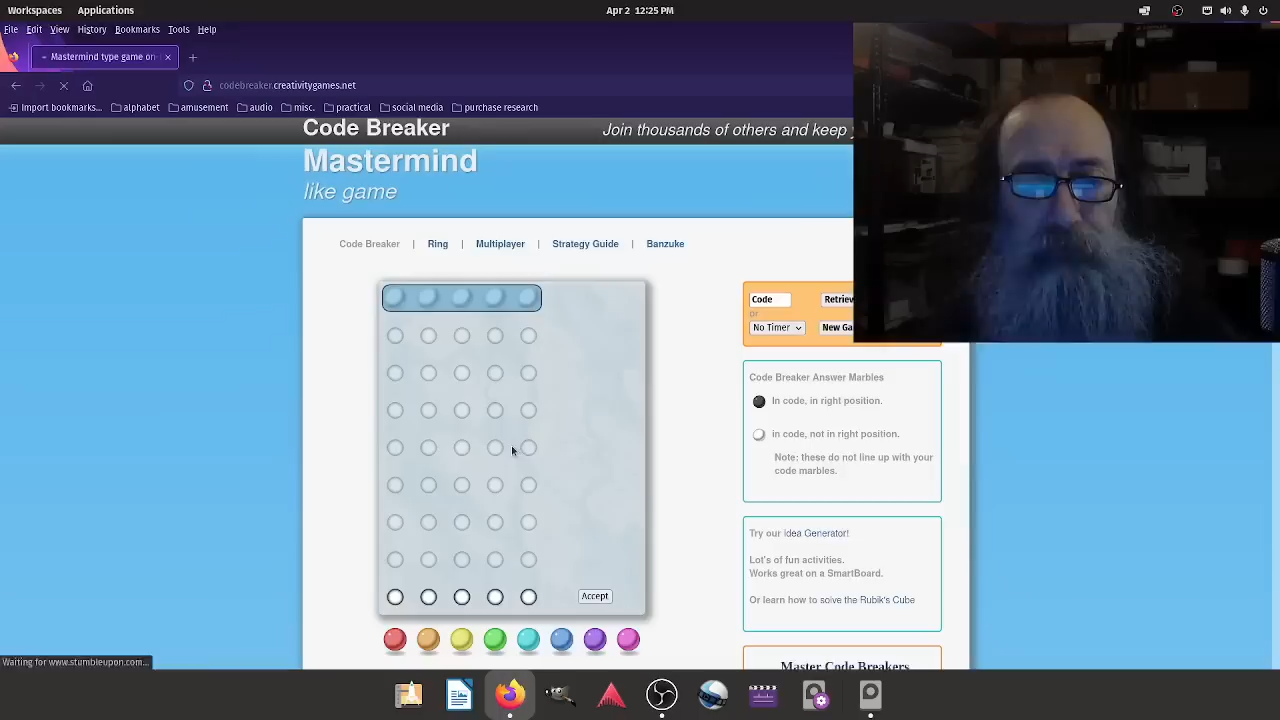 Workspaces Applications Apr 2 12:25 PM
File Edit View History Bookmarks Tools Help
Mastermind type game on
codebreaker.creativitygames.net
Import bookmarks... alphabet amusement audio misc. practical social media purchase research
Code Breaker Join thousands of others and keep
Mastermind
like game
Code Breaker | Ring | Multiplayer | Strategy Guide | Banzuke
Code
or
No Timer
Code Breaker Answer Marbles
In code, in right position.
in code, not in right position.
Note: these do not line up with your
code marbles.
Try our Idea Generator!
Lot's of fun activities.
Works great on a SmartBoard.
Or learn how to solve the Rubik's Cube
Accept
Master Code Breakers
Waiting for www.stumbleupon.com...